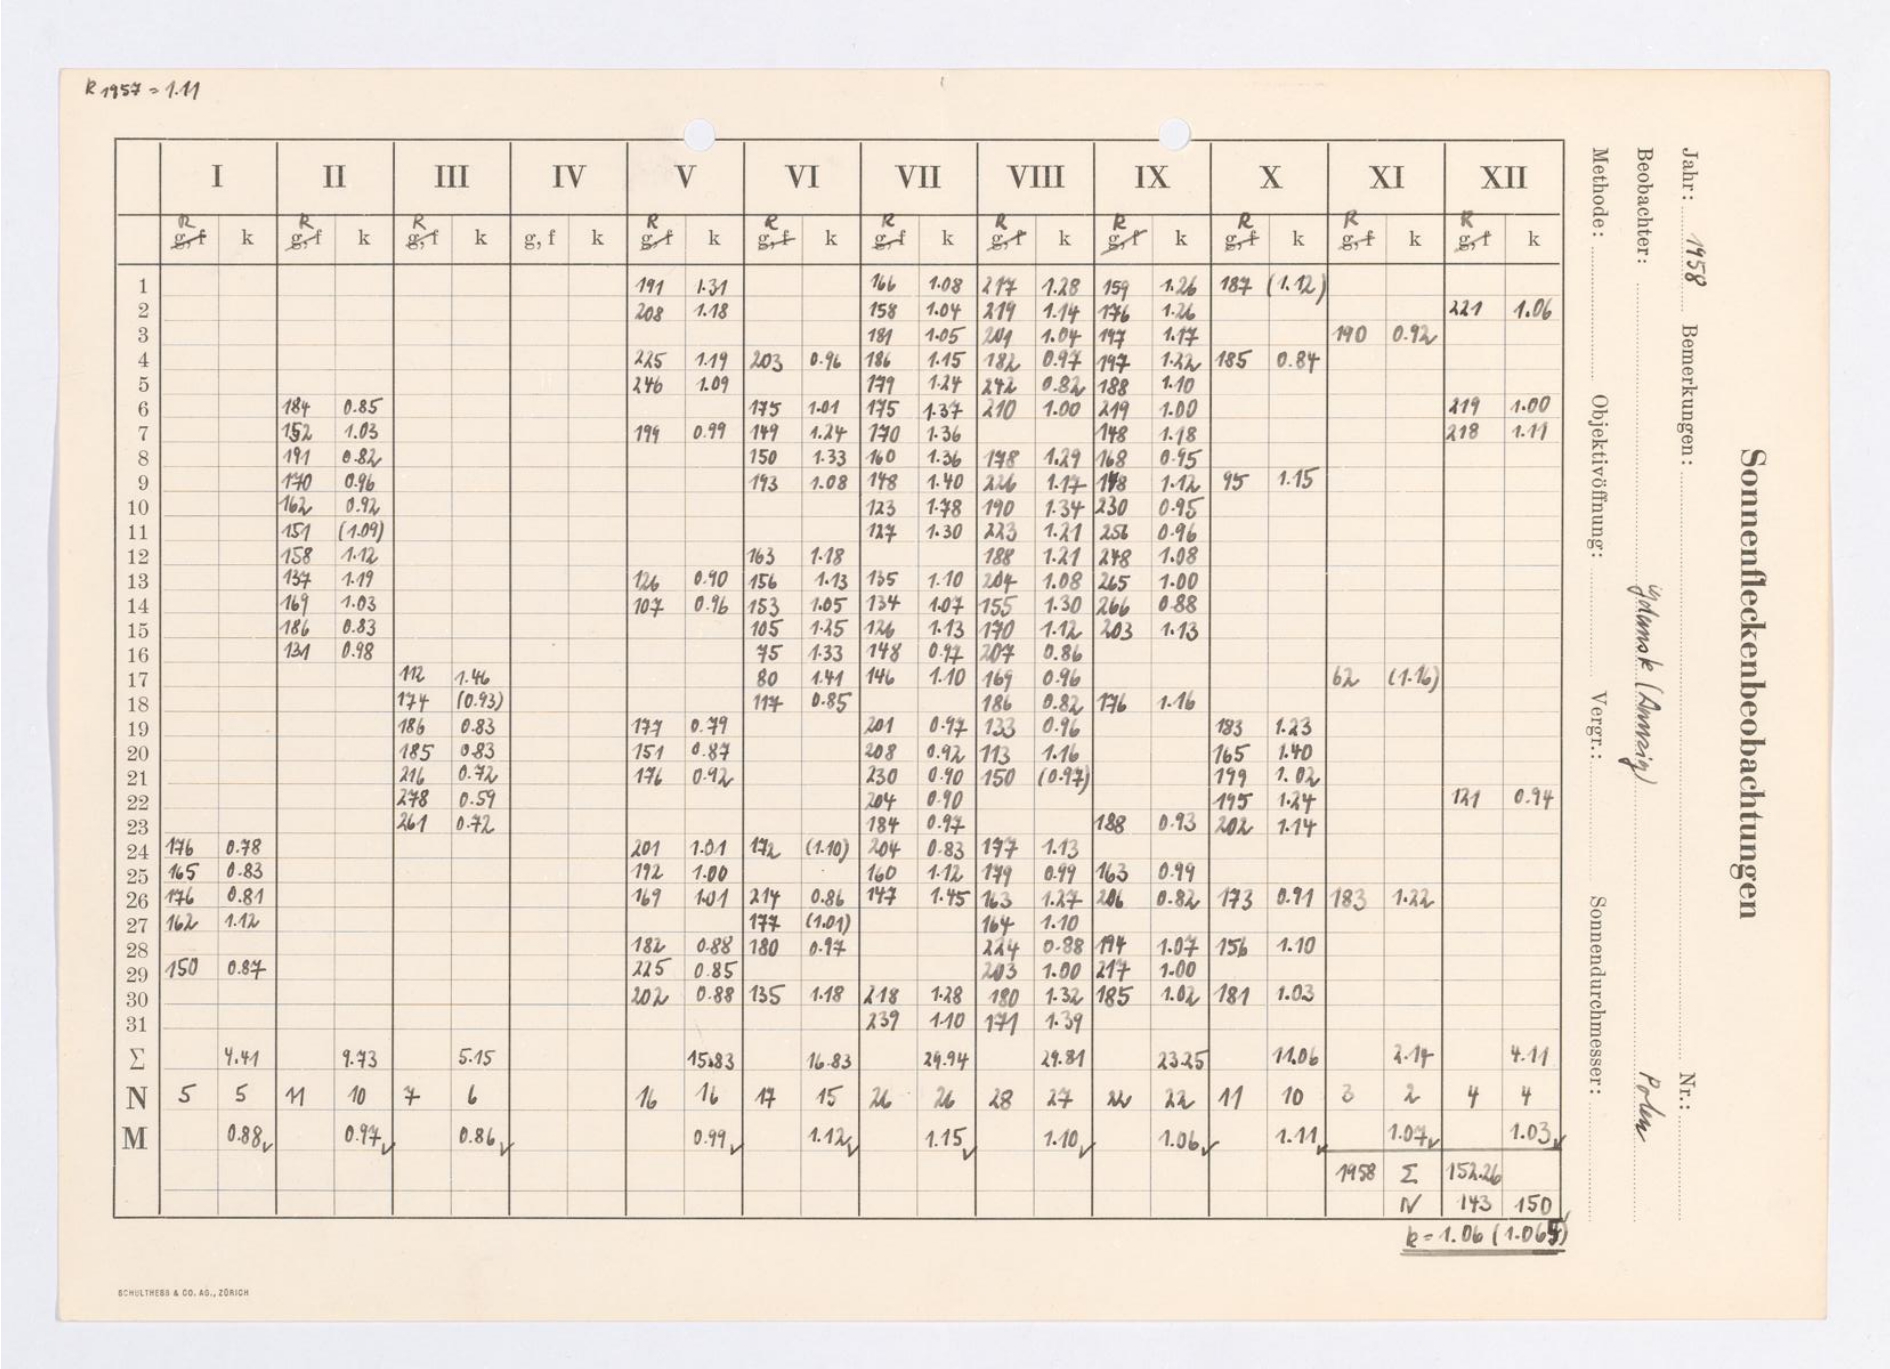 R 1957 = 1.11
I II III IV V VI VII VIII IX X XI XII
R R R R R R R R R R R
g,f k g,f k g,f k g,f k g,f k g,f k g,f k g,f k g,f k g,f k g,f k g,f k
1 191 1.31 166 1.08 217 1.28 159 1.26 187 (1.12)
2 208 1.18 158 1.04 219 1.14 176 1.26 221 1.06
3 181 1.05 201 1.04 197 1.17 190 0.92
4 225 1.19 203 0.96 186 1.15 182 0.97 197 1.22 185 0.84
5 246 1.09 179 1.24 242 0.82 188 1.10
6 184 0.85 175 1.01 175 1.37 210 1.00 219 1.00 219 1.00
7 152 1.03 199 0.99 149 1.24 170 1.36 148 1.18 218 1.11
8 191 0.82 150 1.33 160 1.36 178 1.29 168 0.95
9 170 0.96 193 1.08 148 1.40 226 1.17 178 1.12 95 1.15
10 162 0.92 123 1.78 190 1.34 230 0.95
11 151 (1.09) 127 1.30 223 1.21 256 0.96
12 158 1.12 163 1.18 188 1.21 248 1.08
13 137 1.19 126 0.90 156 1.13 135 1.10 204 1.08 265 1.00
14 169 1.03 107 0.96 153 1.05 134 1.07 155 1.30 266 0.88
15 186 0.83 105 1.25 126 1.13 170 1.12 203 1.13
16 131 0.98 75 1.33 148 0.97 207 0.86
17 112 1.46 80 1.41 146 1.10 169 0.96 62 (1.16)
18 174 (0.93) 117 0.85 186 0.82 176 1.16
19 186 0.83 177 0.79 201 0.97 133 0.96 183 1.23
20 185 0.83 151 0.87 208 0.92 113 1.16 165 1.40
21 216 0.72 176 0.92 230 0.90 150 (0.97) 199 1.02
22 278 0.59 204 0.90 195 1.24 121 0.94
23 261 0.72 184 0.97 188 0.93 202 1.14
24 176 0.78 201 1.01 172 (1.10) 204 0.83 177 1.13
25 165 0.83 192 1.00 160 1.12 179 0.99 163 0.99
26 176 0.81 169 1.01 214 0.86 147 1.45 163 1.27 206 0.82 173 0.91 183 1.22
27 162 1.12 177 (1.01) 164 1.10
28 182 0.88 180 0.97 224 0.88 194 1.07 156 1.10
29 150 0.87 225 0.85 203 1.00 217 1.00
30 202 0.88 135 1.18 218 1.28 180 1.32 185 1.02 181 1.03
31 239 1.10 171 1.39
Σ 4.41 9.73 5.15 15.83 16.83 29.94 29.81 23.25 11.06 2.14 4.11
N 5 5 11 10 7 6 16 16 17 15 26 26 28 27 22 22 11 10 3 2 4 4
M 0.88✓ 0.97✓ 0.86✓ 0.99✓ 1.12✓ 1.15✓ 1.10✓ 1.06✓ 1.11✓ 1.07✓ 1.03✓
1958 Σ 152.26
N 143 150
k = 1.06 (1.065)
SCHULTHESS & CO. AG., ZÜRICH
Sonnenfleckenbeobachtungen
Jahr: 1958 Bemerkungen: Nr.:
Beobachter: Gdansk (Danzig) Polen
Methode: Objektivöffnung: Vergr.: Sonnendurchmesser: